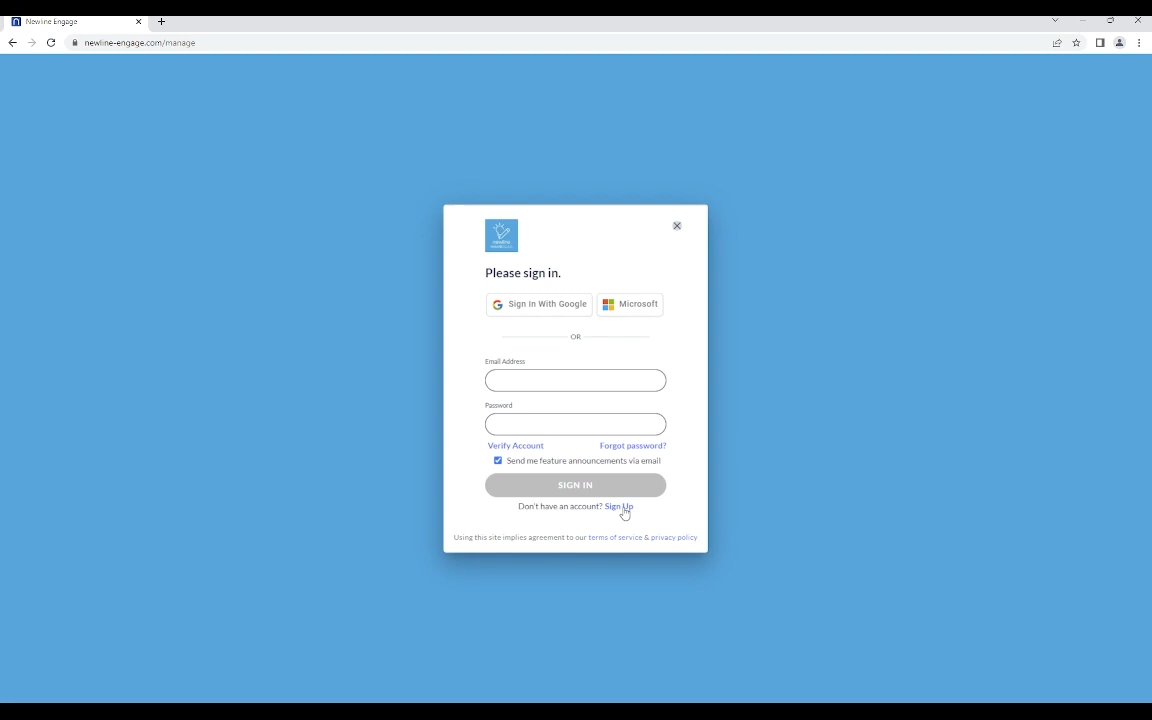 Newline Engage
newline-engage.com/manage
newline
Please sign in.
Sign In With Google
Microsoft
OR
Email Address
Password
Verify Account
Forgot password?
Send me feature announcements via email
SIGN IN
Don't have an account? Sign Up
Using this site implies agreement to our terms of service & privacy policy